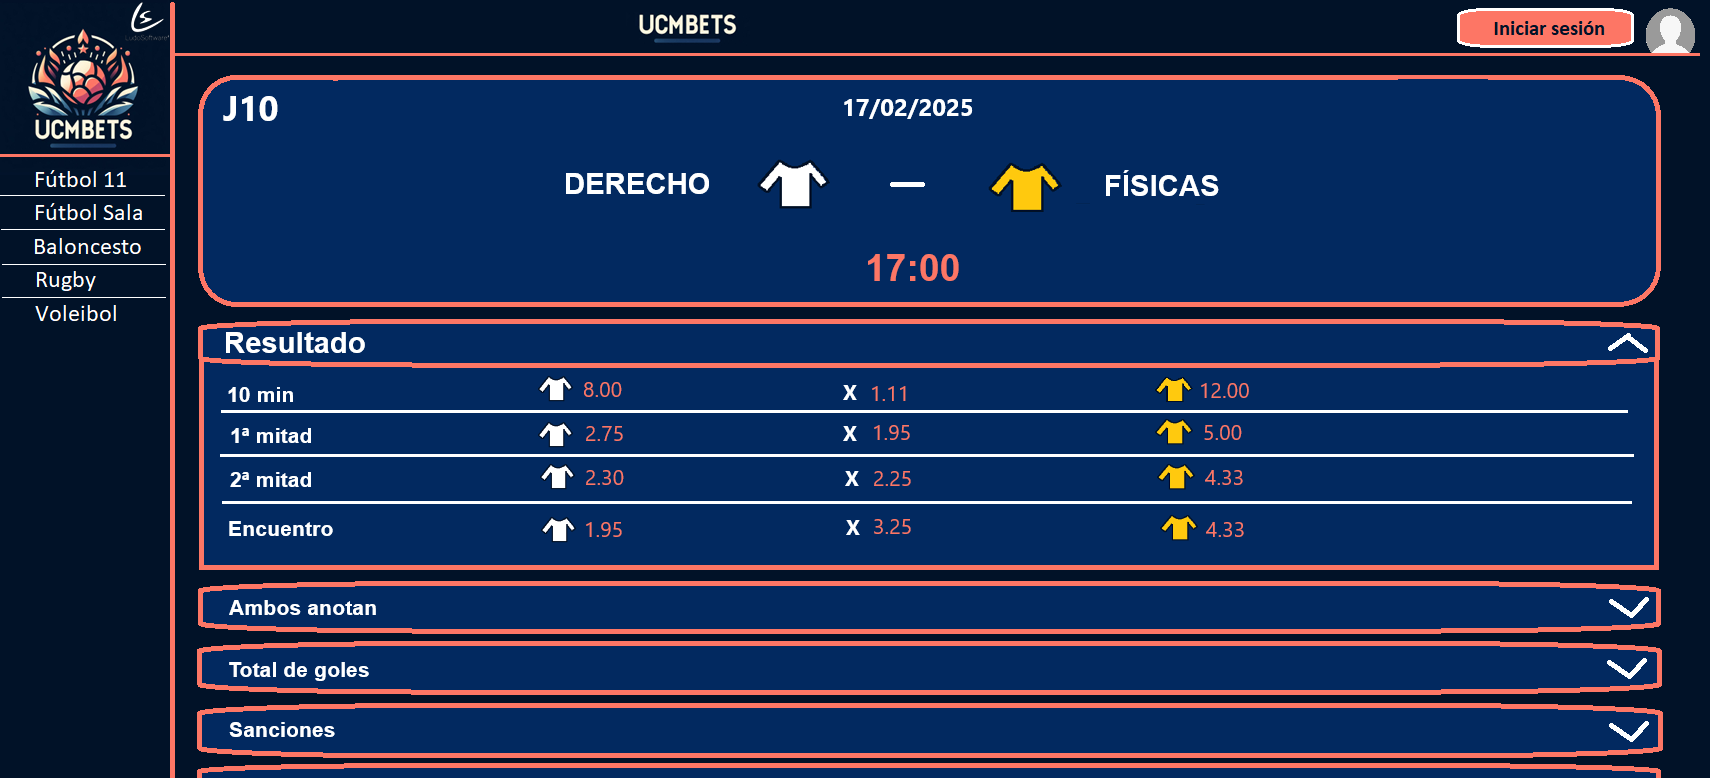 LudoSoftware
UCMBETS
UCMBETS
Iniciar sesión
Fútbol 11
Fútbol Sala
Baloncesto
Rugby
Voleibol
J10
17/02/2025
DERECHO — FÍSICAS
17:00
Resultado
10 min 8.00 X 1.11 12.00
1ª mitad 2.75 X 1.95 5.00
2ª mitad 2.30 X 2.25 4.33
Encuentro 1.95 X 3.25 4.33
Ambos anotan
Total de goles
Sanciones